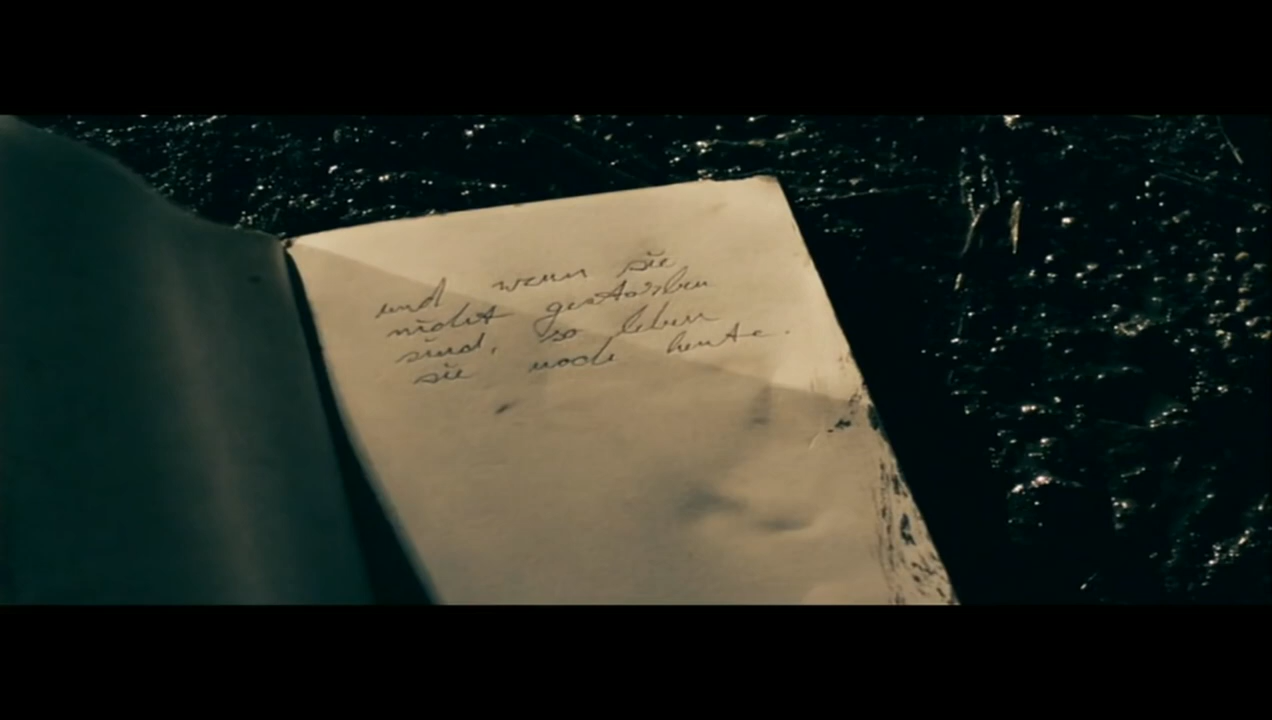 und wenn sie
nicht gestorben
sind, so leben
sie noch heute.